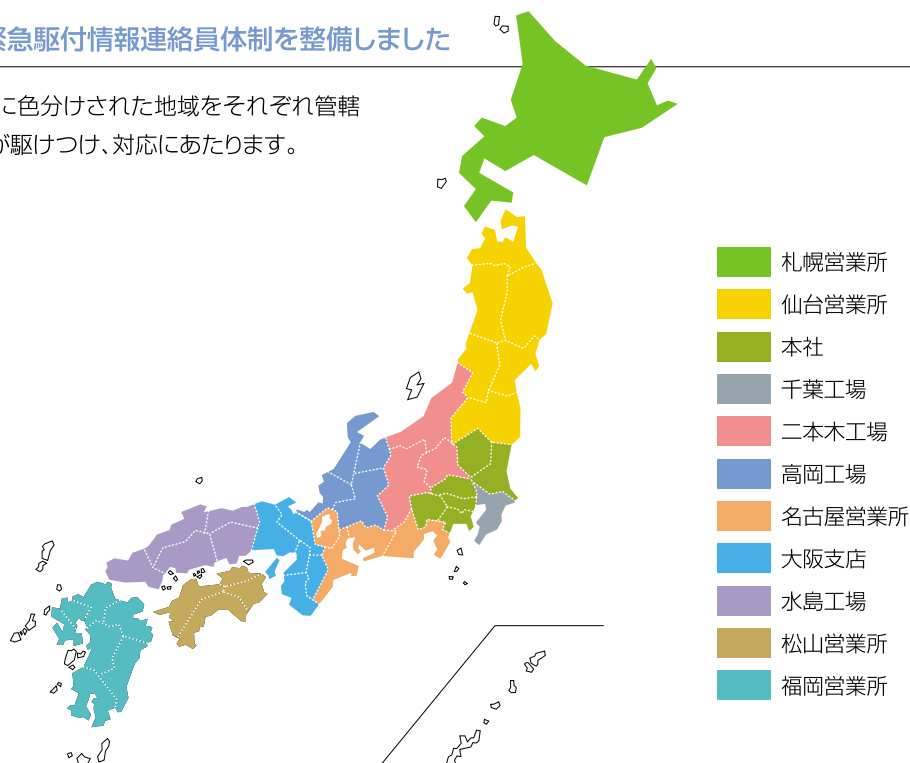 緊急駅付情報連絡員体制を整備しました
に色分けされた地域をそれぞれ管轄
が駆けつけ、対応にあたります。
札幌営業所
仙台営業所
本社
千葉工場
二本木工場
高岡工場
名古屋営業所
大阪支店
水島工場
松山営業所
福岡営業所